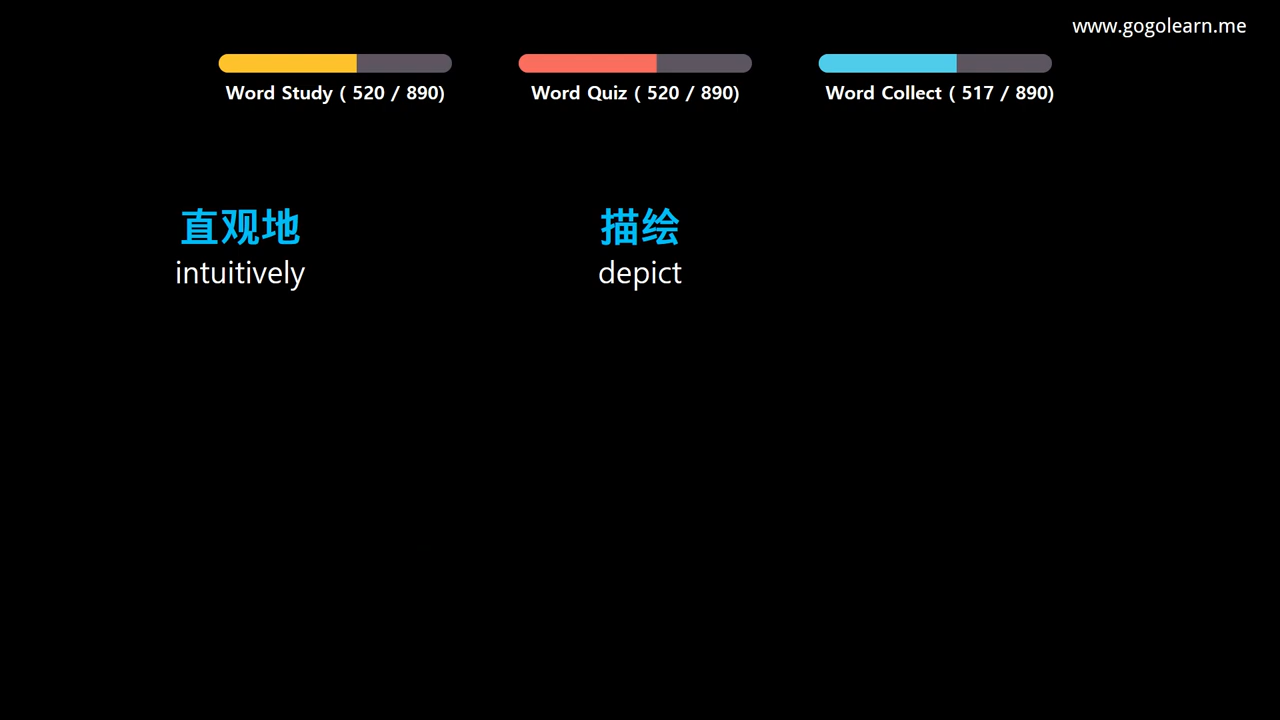 www.gogolearn.me
Word Study ( 520 / 890)
Word Quiz ( 520 / 890)
Word Collect ( 517 / 890)
直观地
intuitively
描绘
depict